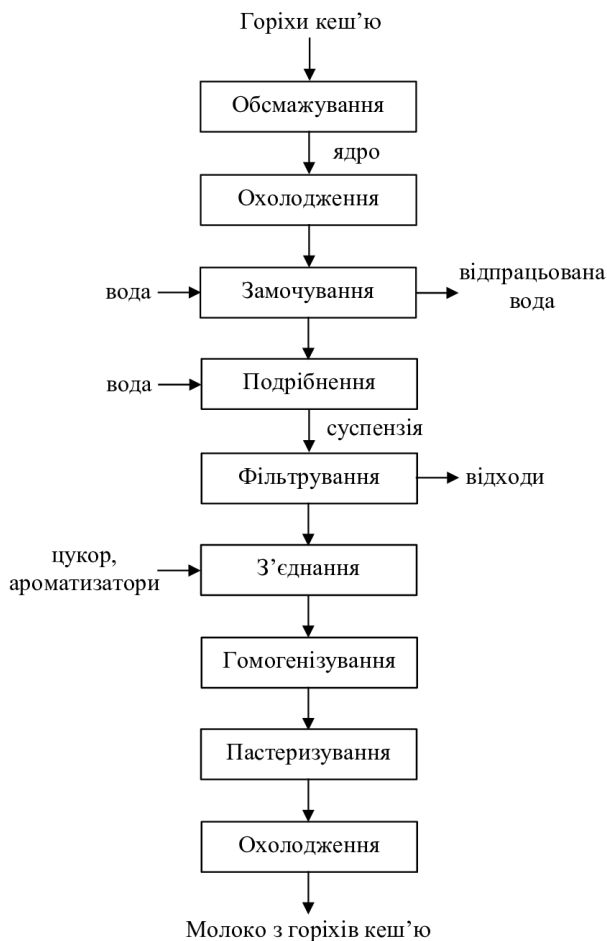 Горіхи кеш’ю
Обсмажування
ядро
Охолодження
вода
Замочування
відпрацьована
вода
вода
Подрібнення
суспензія
Фільтрування
відходи
цукор,
ароматизатори
З’єднання
Гомогенізування
Пастеризування
Охолодження
Молоко з горіхів кеш’ю